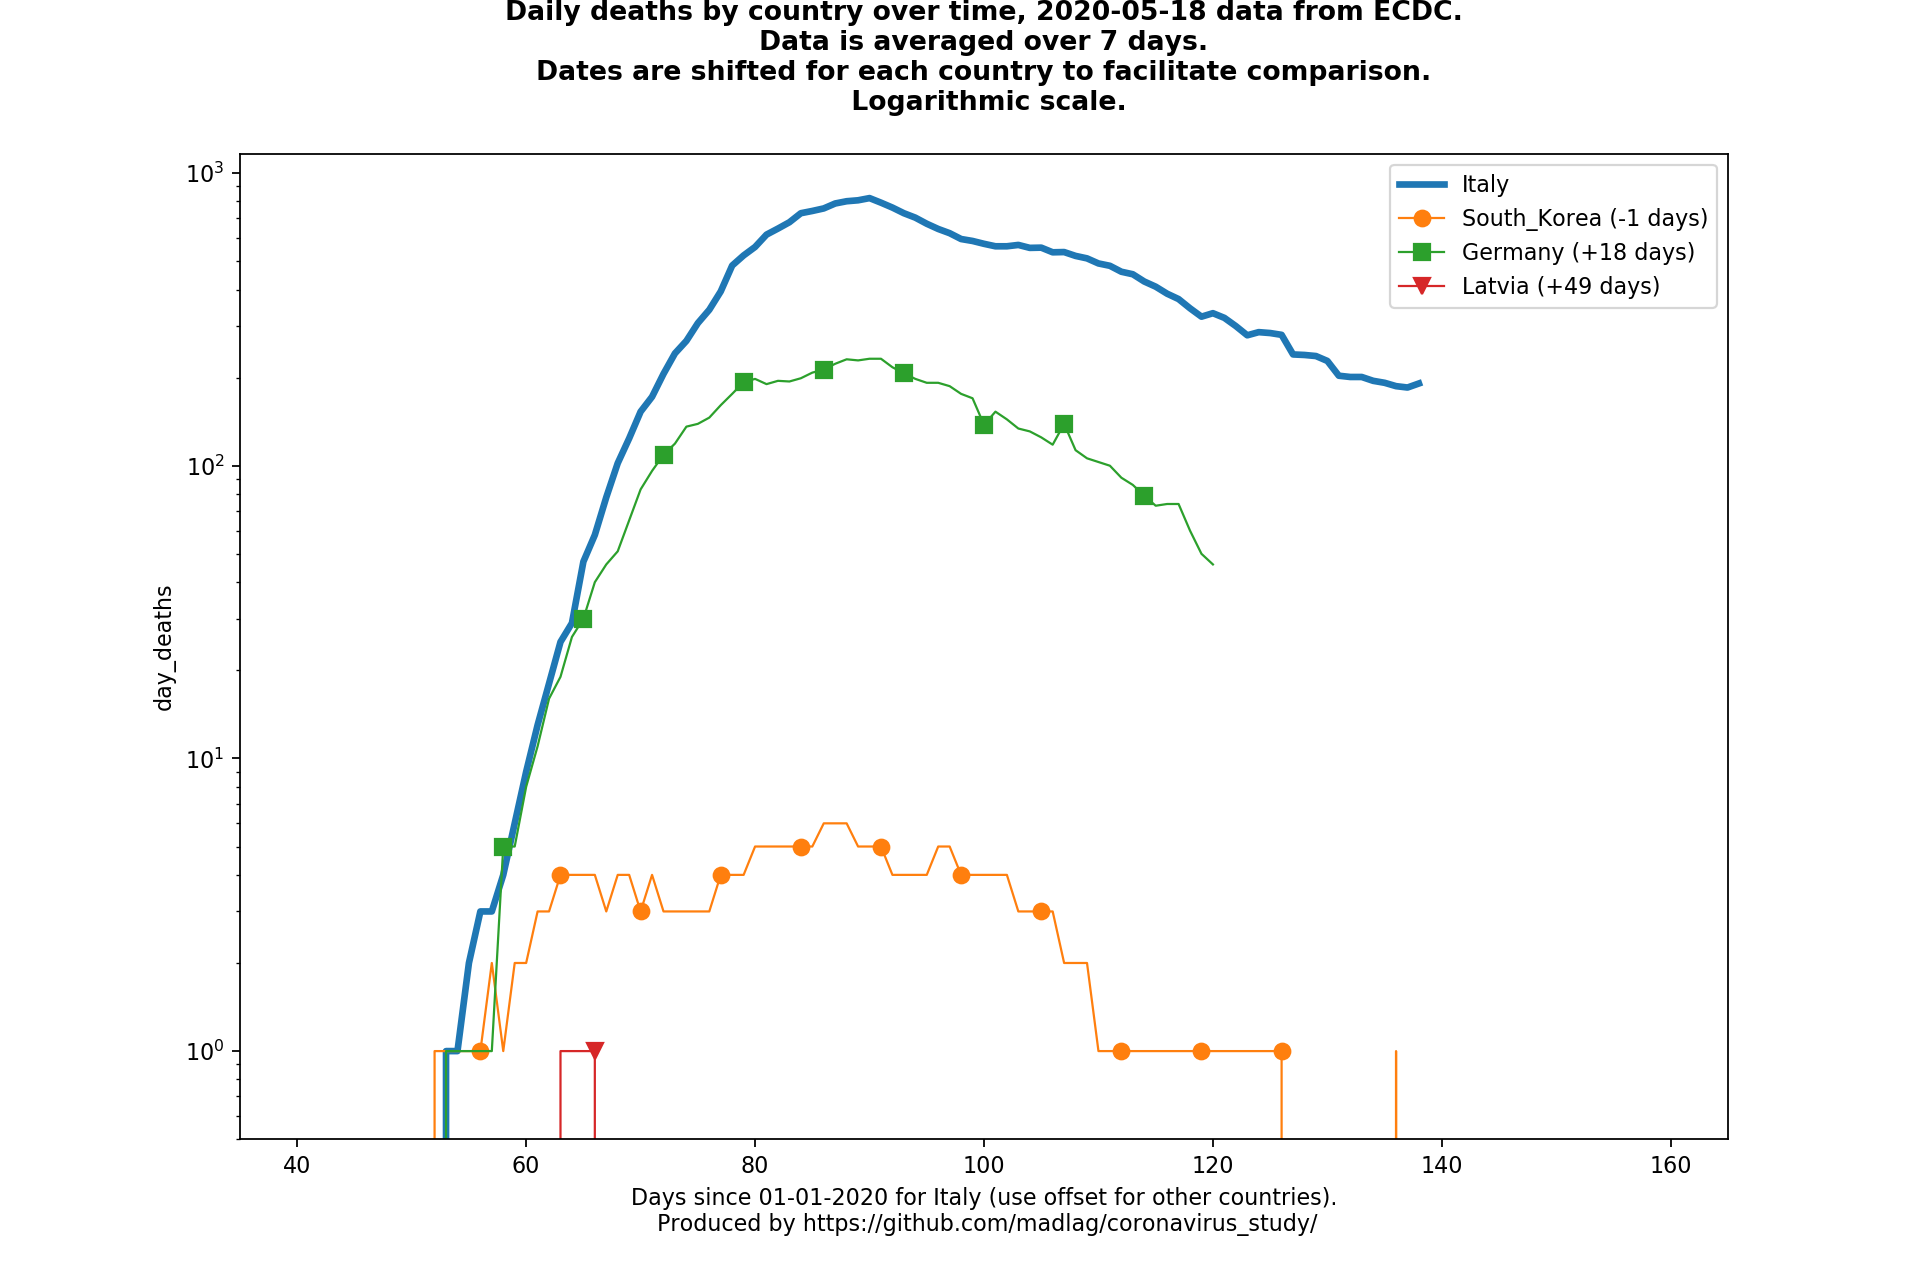 Daily deaths by country over time, 2020-05-18 data from ECDC.
Data is averaged over 7 days.
Dates are shifted for each country to facilitate comparison.
Logarithmic scale.
10³
Italy
South_Korea (-1 days)
Germany (+18 days)
Latvia (+49 days)
10²
day_deaths
10¹
10⁰
40 60 80 100 120 140 160
Days since 01-01-2020 for Italy (use offset for other countries).
Produced by https://github.com/madlag/coronavirus_study/